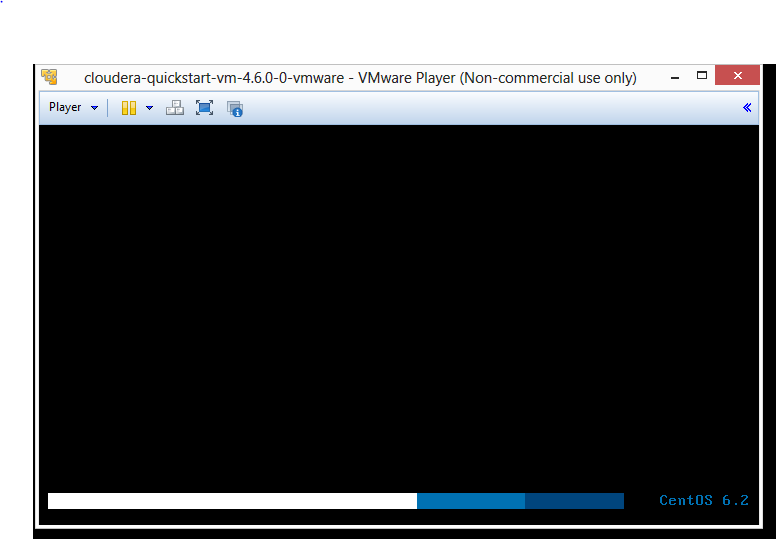 cloudera-quickstart-vm-4.6.0-0-vmware - VMware Player (Non-commercial use only)
Player
CentOS 6.2